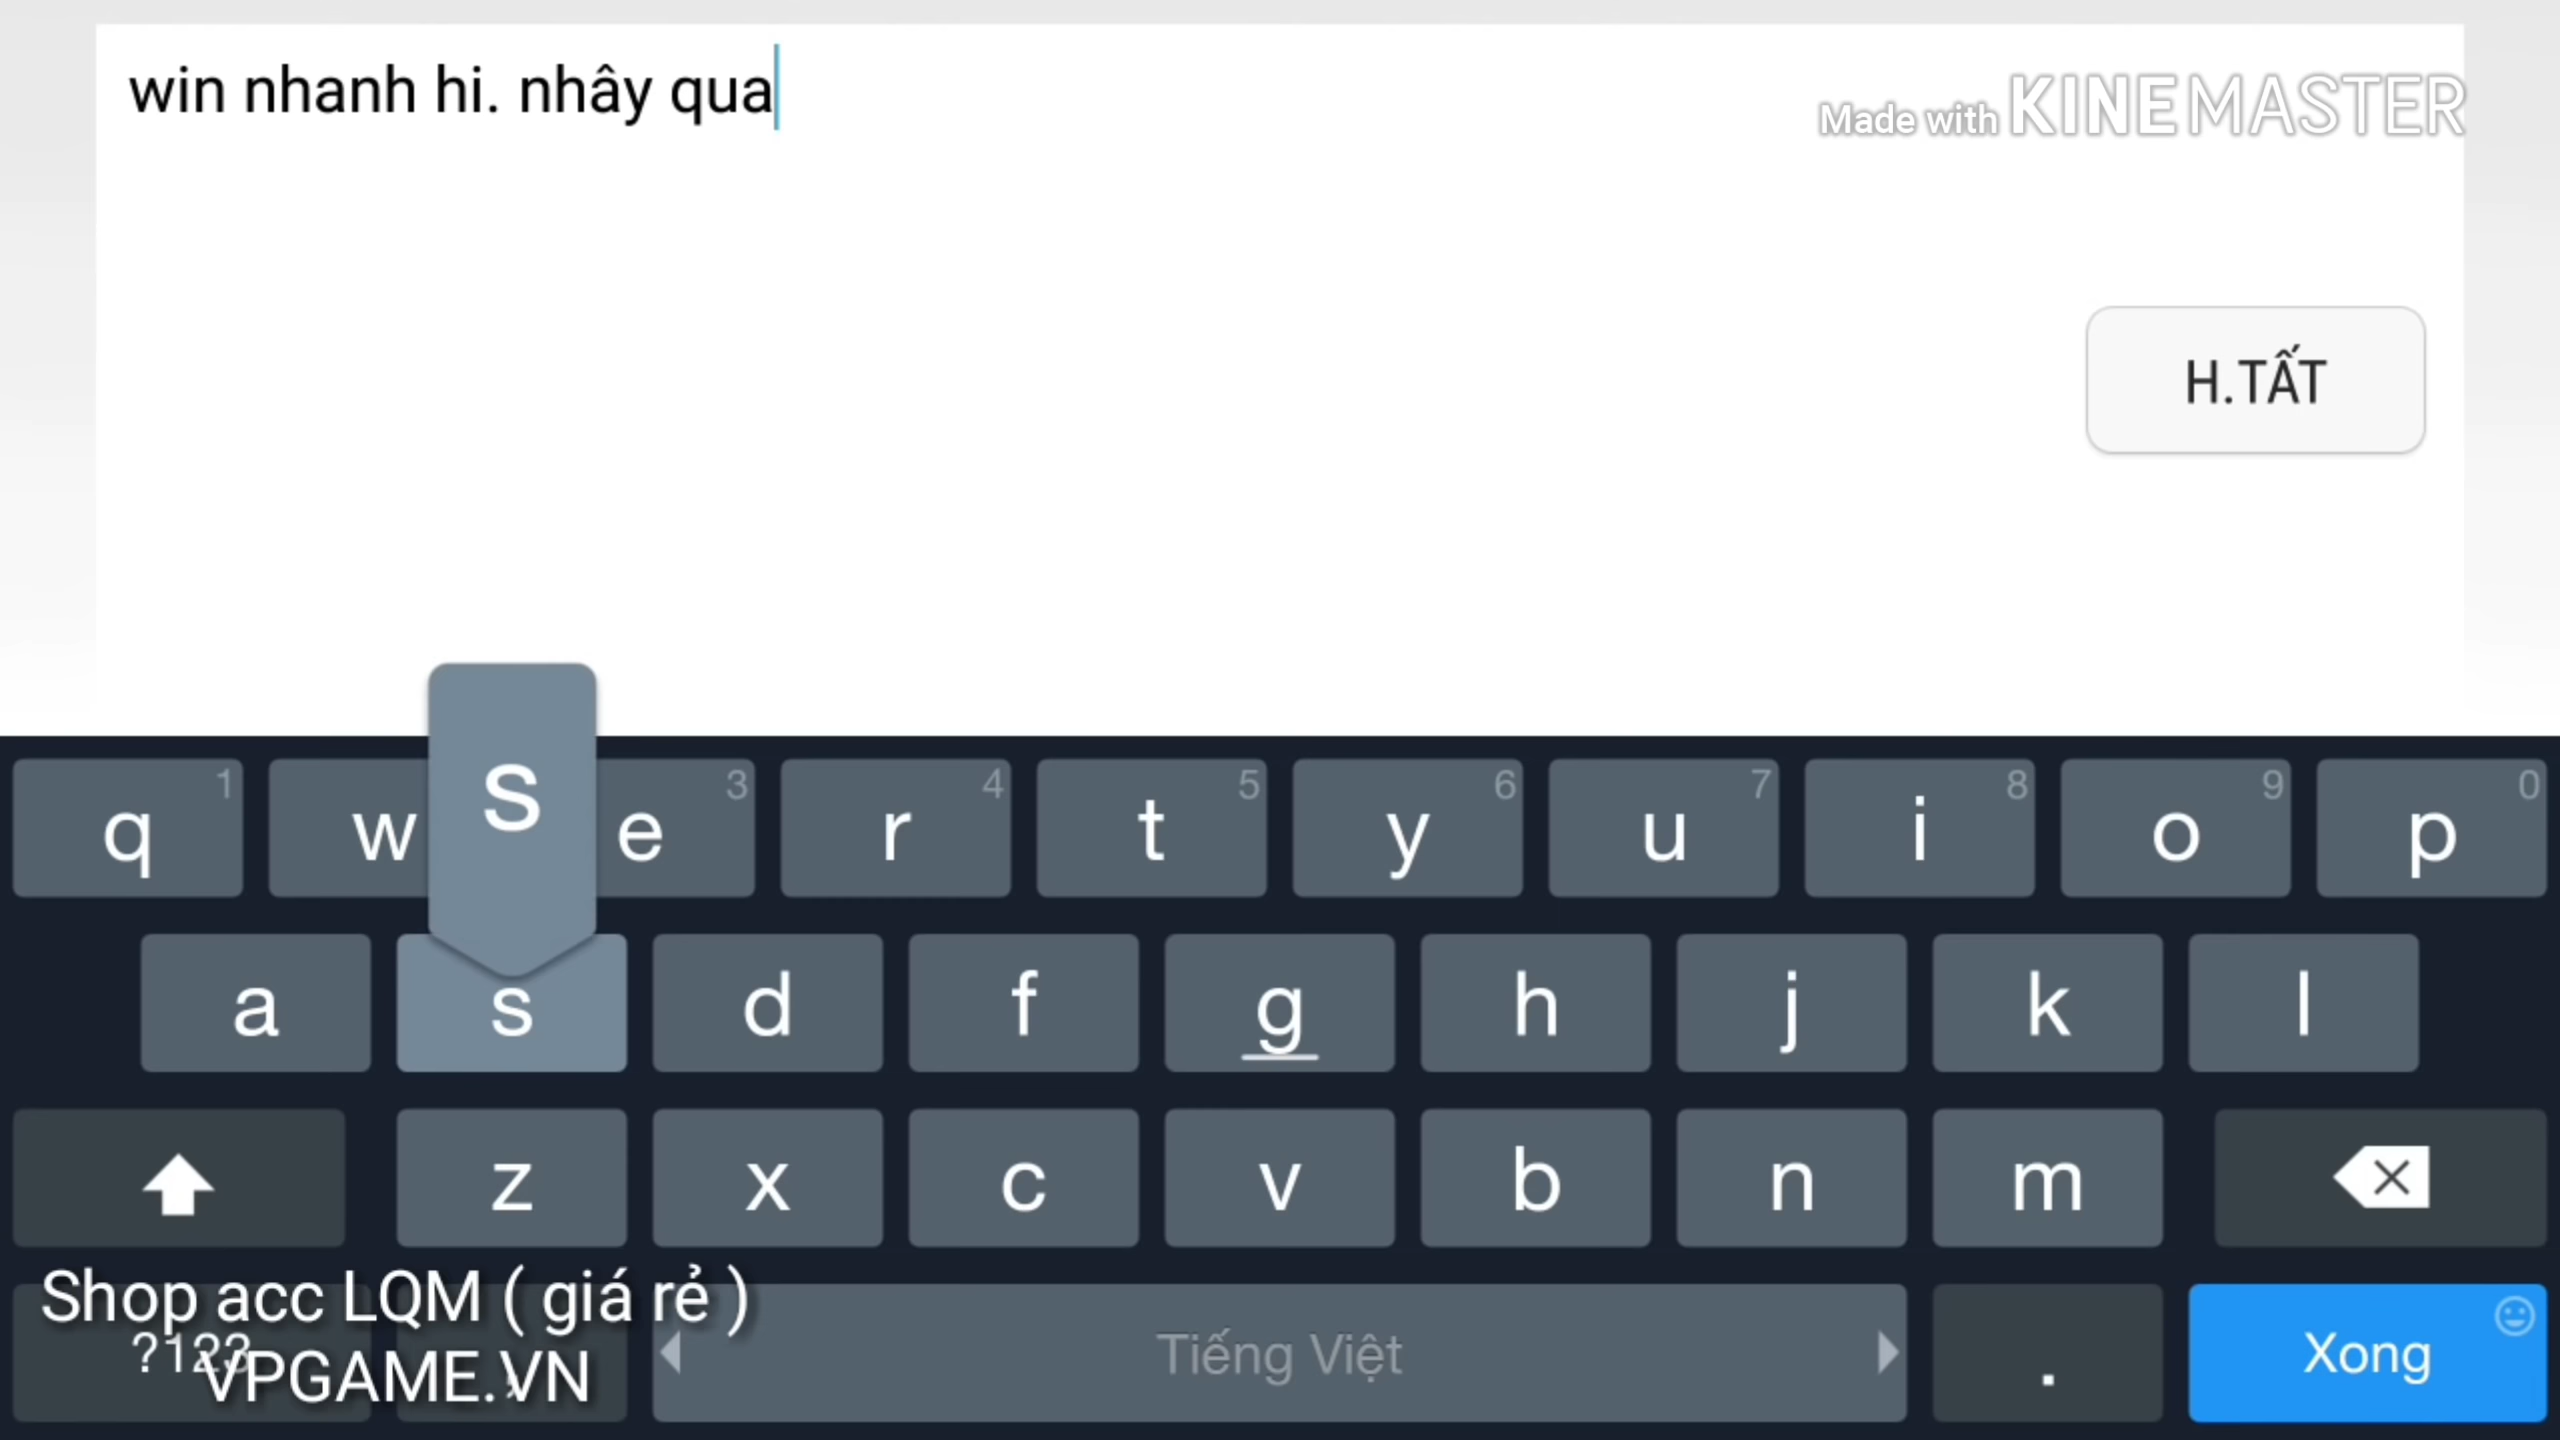 win nhanh hi. nhây qua
Made with KINEMASTER
H.TẤT
s
q 1 w e 3 r 4 t 5 y 6 u 7 i 8 o 9 p 0
a s d f g h j k l
z x c v b n m
Shop acc LQM ( giá rẻ )
?123 , Tiếng Việt . Xong
VPGAME.VN